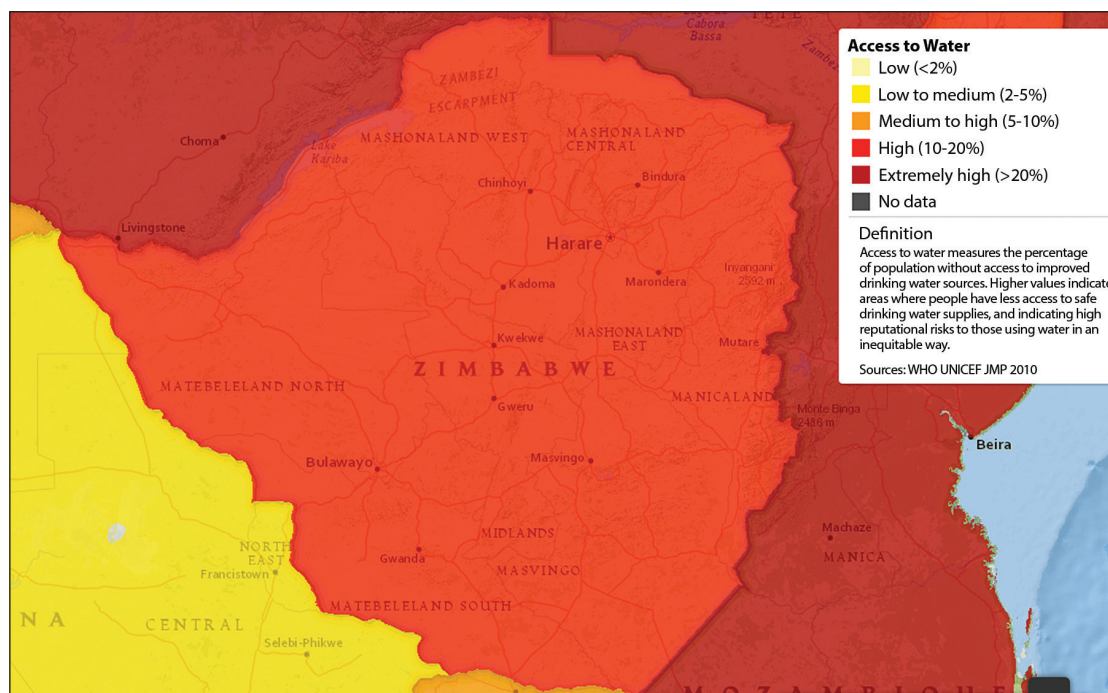 Cabora
Bassa
TETE
Zambezi
Access to Water
Low (<2%)
Low to medium (2-5%)
Medium to high (5-10%)
High (10-20%)
Extremely high (>20%)
No data
Definition
Access to water measures the percentage
of population without access to improved
drinking water sources. Higher values indicate
areas where people have less access to safe
drinking water supplies, and indicating high
reputational risks to those using water in an
inequitable way.
Sources: WHO UNICEF JMP 2010
ZAMBEZI
ESCARPMENT
Choma
Lake
Kariba
MASHONALAND WEST
MASHONALAND
CENTRAL
Chinhoyi
Bindura
Livingstone
Harare
Inyangani
2592 m
Kadoma
Marondera
Kwekwe
MASHONALAND
EAST
Mutare
ZIMBABWE
MATEBELELAND NORTH
MANICALAND
Gweru
Monte Binga
2436 m
Beira
Bulawayo
Masvingo
MIDLANDS
Machaze
MANICA
NORTH
EAST
Gwanda
MASVINGO
Francistown
MATEBELELAND SOUTH
NA
CENTRAL
Selebi-Phikwe
MOZAMBIQUE